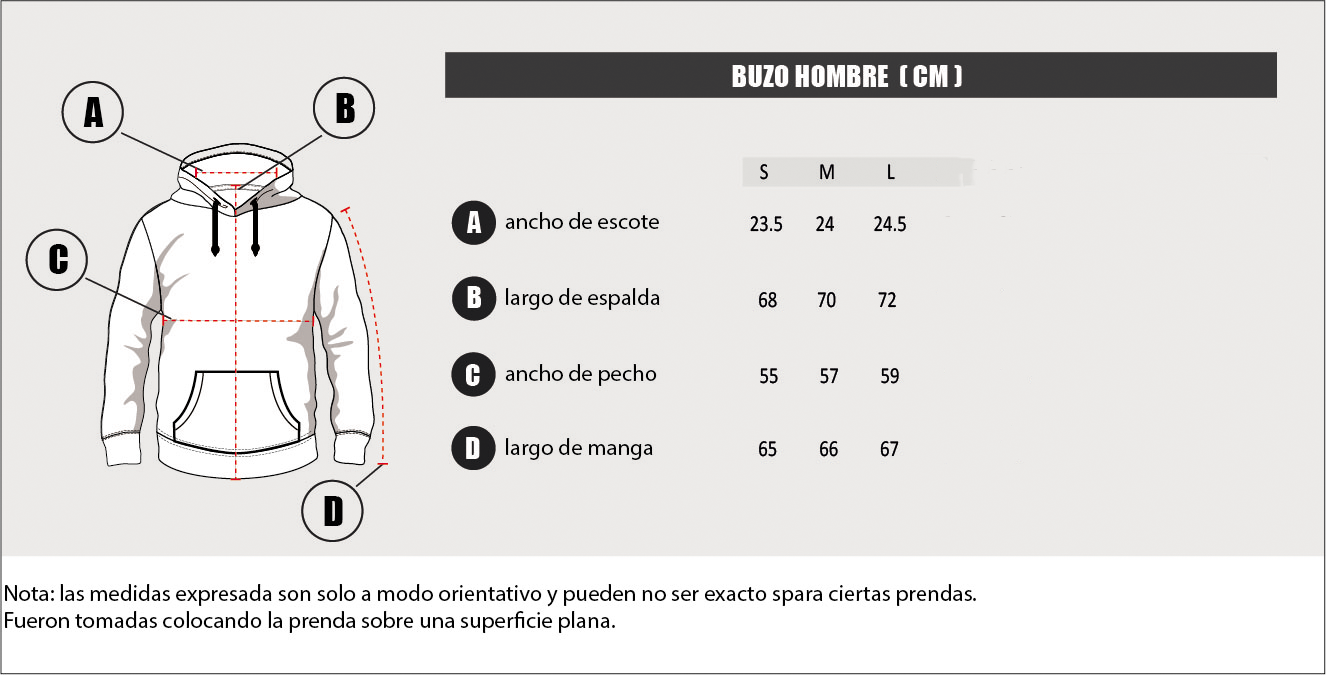 BUZO HOMBRE ( CM )
A
B
C
D
S M L
A ancho de escote 23.5 24 24.5
B largo de espalda 68 70 72
C ancho de pecho 55 57 59
D largo de manga 65 66 67
Nota: las medidas expresada son solo a modo orientativo y pueden no ser exacto spara ciertas prendas.
Fueron tomadas colocando la prenda sobre una superficie plana.